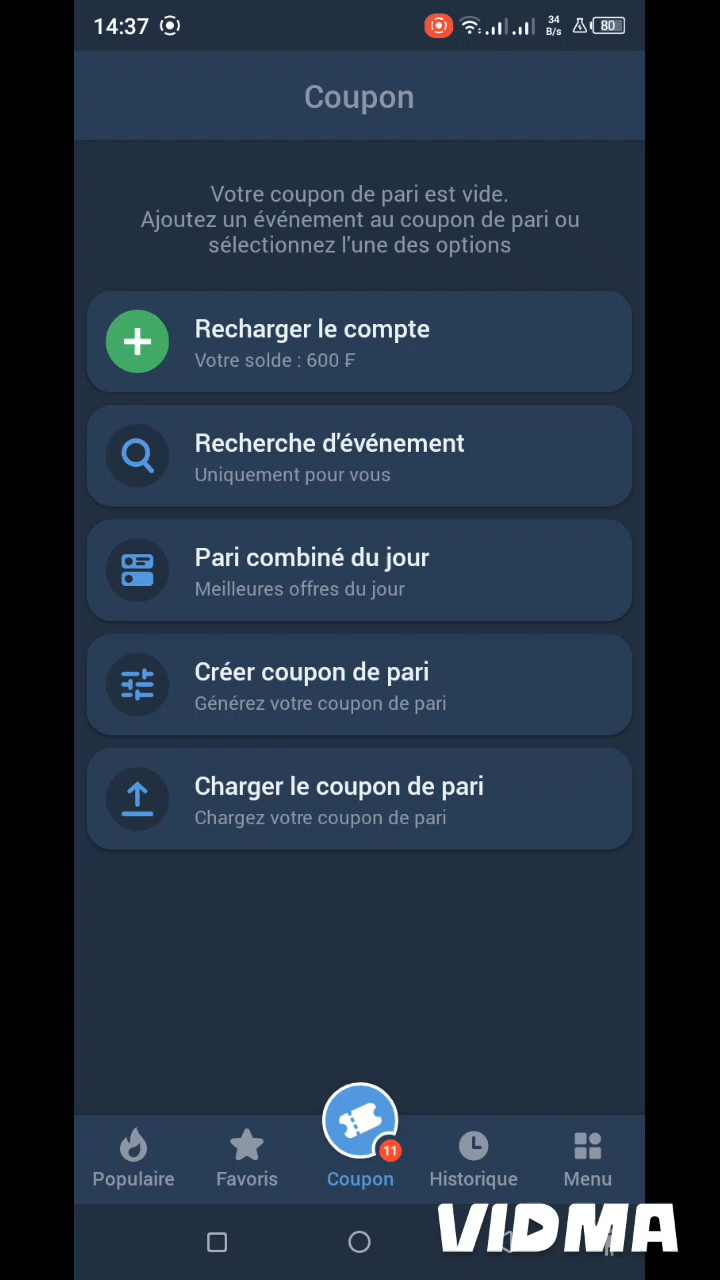 14:37
34
B/s
80
Coupon
Votre coupon de pari est vide.
Ajoutez un événement au coupon de pari ou
sélectionnez l'une des options
Recharger le compte
Votre solde : 600 ₣
Recherche d'événement
Uniquement pour vous
Pari combiné du jour
Meilleures offres du jour
Créer coupon de pari
Générez votre coupon de pari
Charger le coupon de pari
Chargez votre coupon de pari
11
Populaire
Favoris
Coupon
Historique
Menu
VIDMA